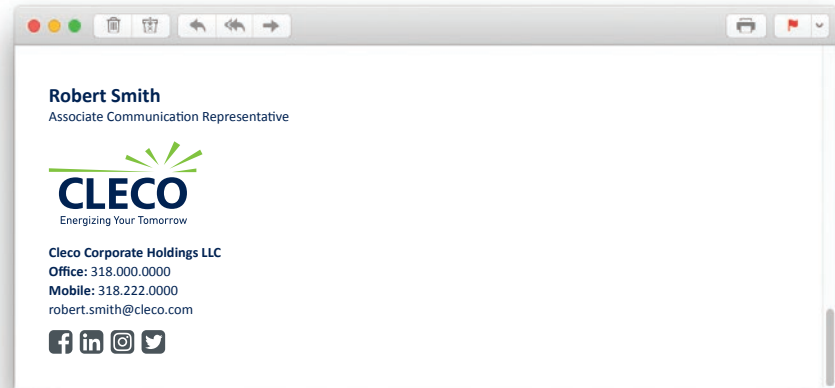 Robert Smith
Associate Communication Representative
CLECO
Energizing Your Tomorrow
Cleco Corporate Holdings LLC
Office: 318.000.0000
Mobile: 318.222.0000
robert.smith@cleco.com